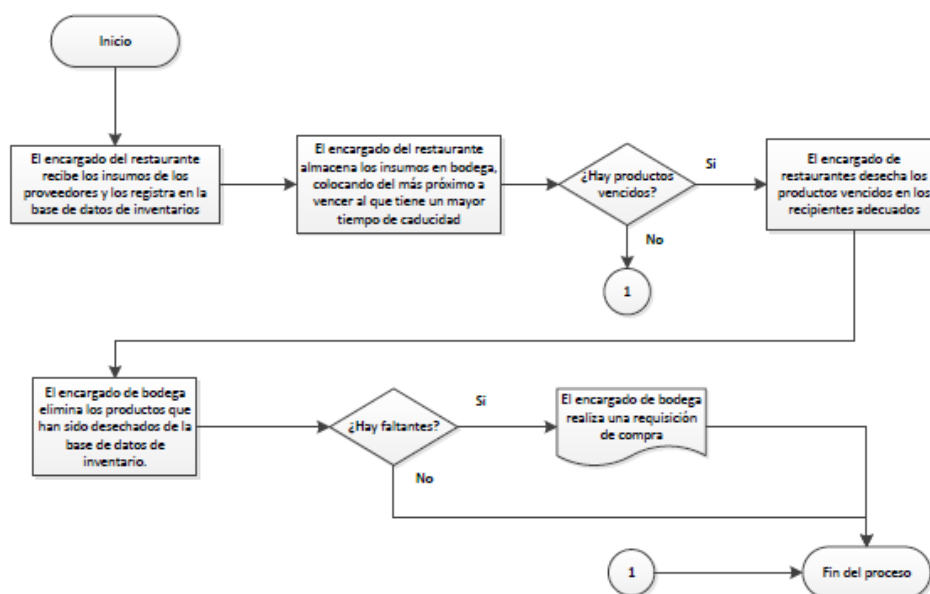 Inicio
El encargado del restaurante
recibe los insumos de los
proveedores y los registra en la
base de datos de inventarios
El encargado del restaurante
almacena los insumos en bodega,
colocando del más próximo a
vencer al que tiene un mayor
tiempo de caducidad
¿Hay productos
vencidos?
Si
No
1
El encargado de
restaurantes desecha los
productos vencidos en los
recipientes adecuados
El encargado de bodega
elimina los productos que
han sido desechados de la
base de datos de
inventario.
¿Hay faltantes?
Si
No
El encargado de bodega
realiza una requisición
de compra
1
Fin del proceso